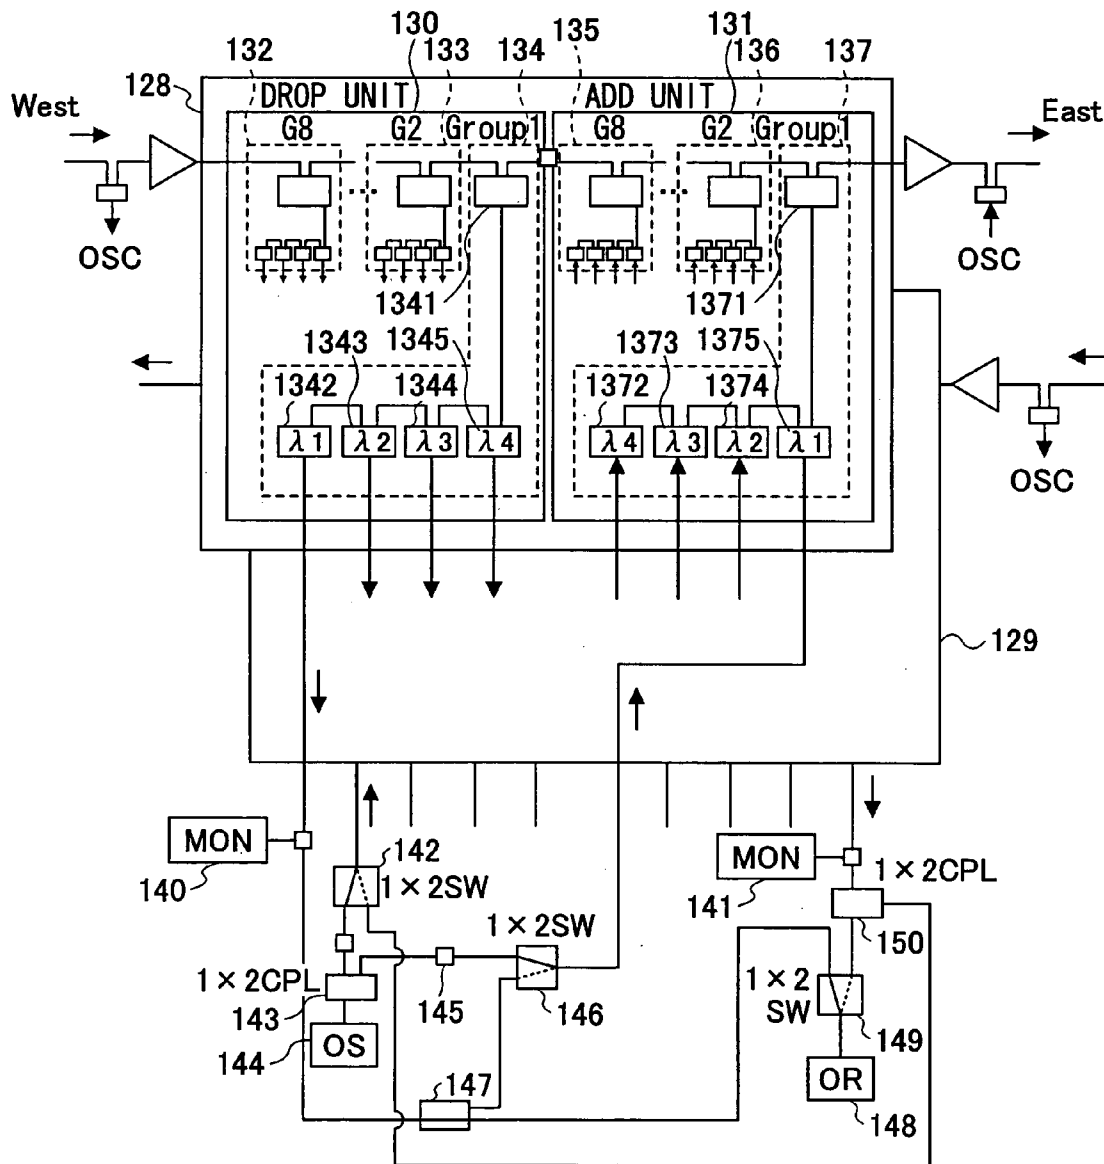 130 131
132 133 134 135 136 137
128
DROP UNIT ADD UNIT
West East
G8 G2 Group1 G8 G2 Group1
OSC OSC
1341 1371
1343 1345 1373 1375
1342 1344 1372 1374
λ1 λ2 λ3 λ4 λ4 λ3 λ2 λ1
OSC
129
MON 142 MON
140 1×2SW 141 1×2CPL
150
1×2SW
1×2CPL 1×2
SW
143 145 146 149
144 OS
147 OR
148